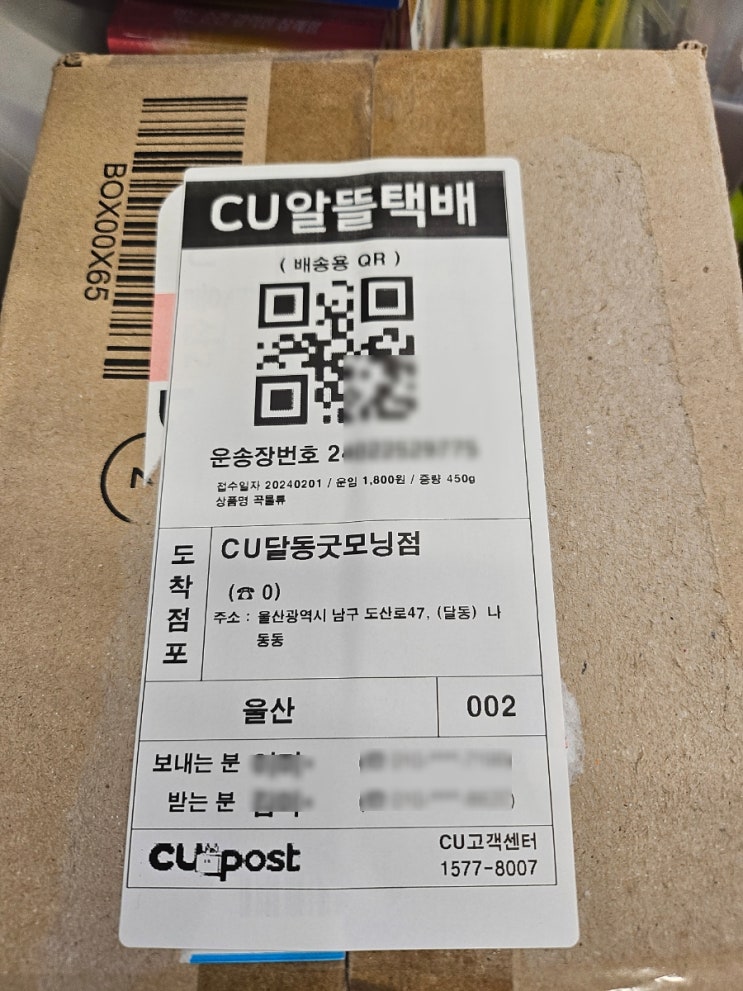 BOX00X65
CU알뜰택배
( 배송용 QR )
운송장번호 2
접수일자 20240201 / 운임 1,800원 / 중량 450g
상품명 곡물류
도착점포
CU달동굿모닝점
(☎ 0)
주소 : 울산광역시 남구 도산로47, (달동) 나
동동
울산
002
보내는 분
받는 분
CU post
CU고객센터
1577-8007